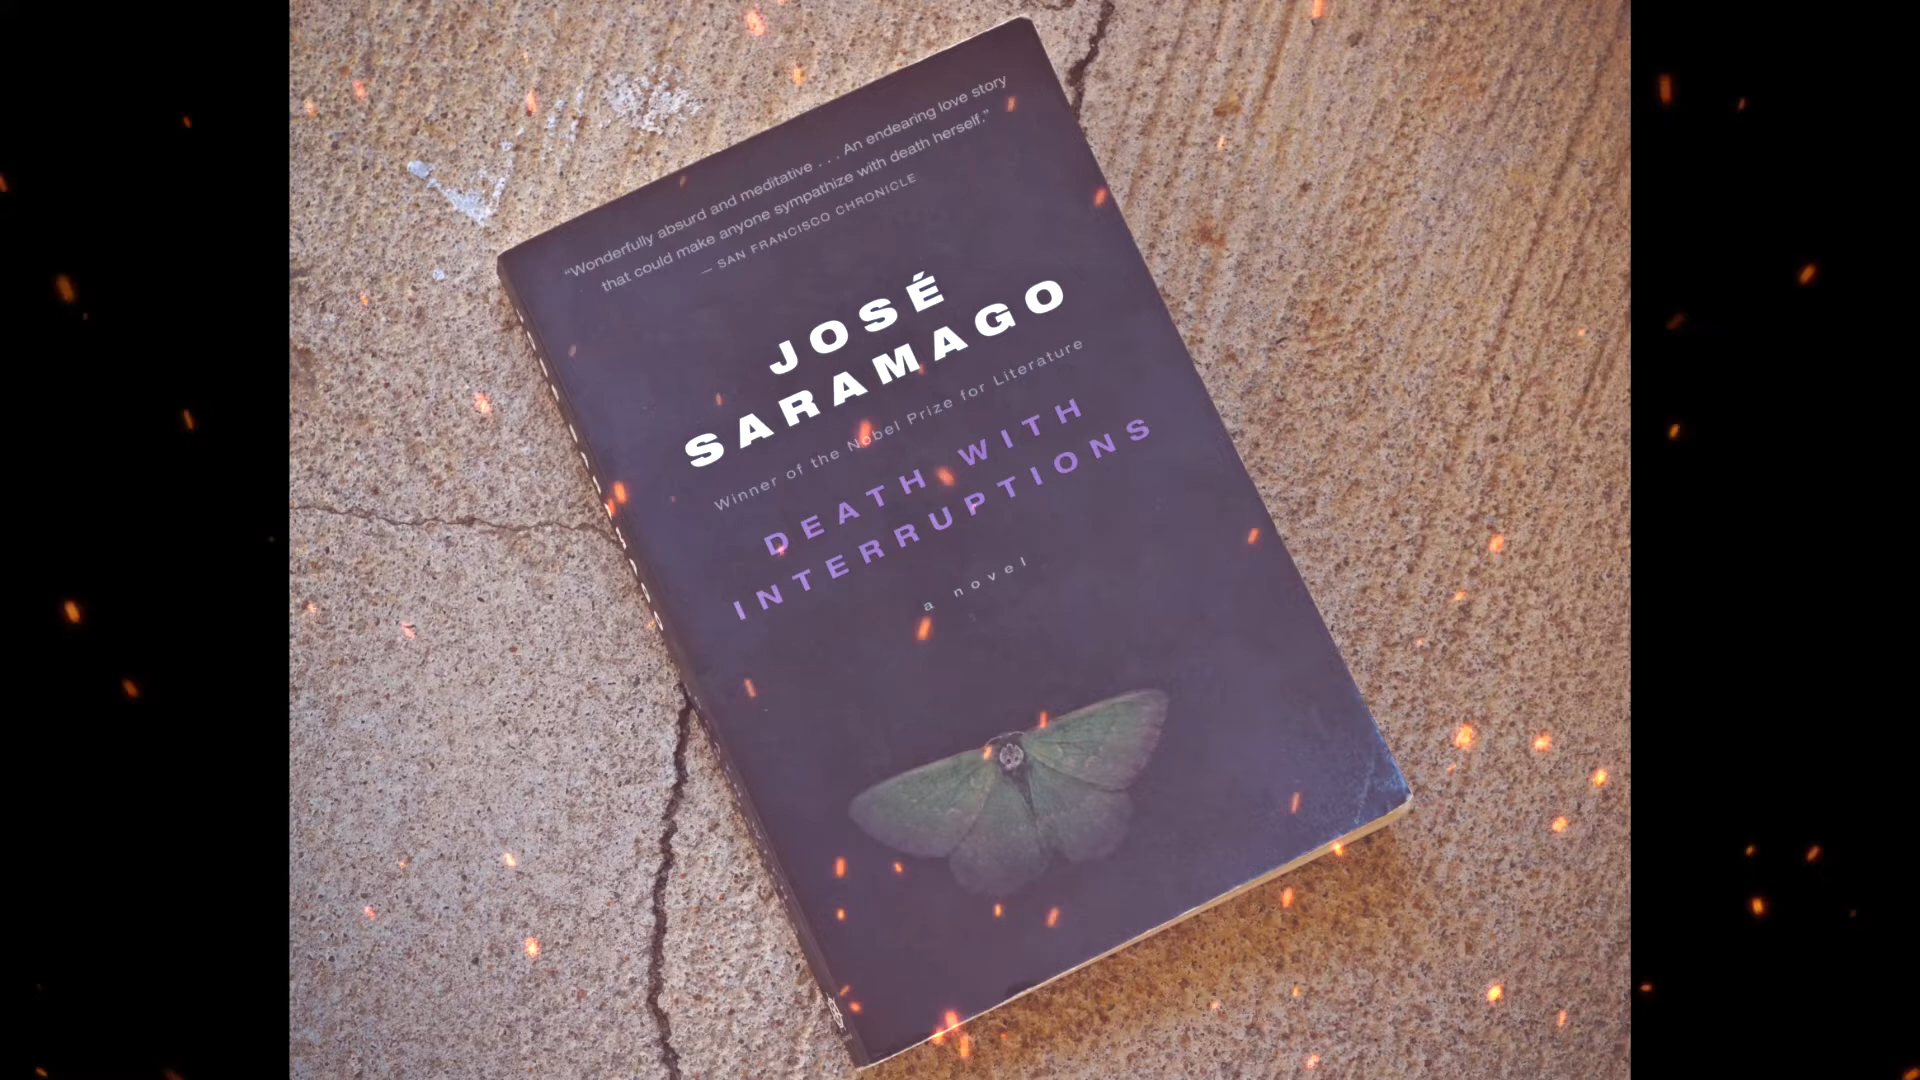 “Wonderfully absurd and meditative . . . An endearing love story
that could make anyone sympathize with death herself.”
— SAN FRANCISCO CHRONICLE
JOSÉ
SARAMAGO
Winner of the Nobel Prize for Literature
DEATH WITH
INTERRUPTIONS
a novel